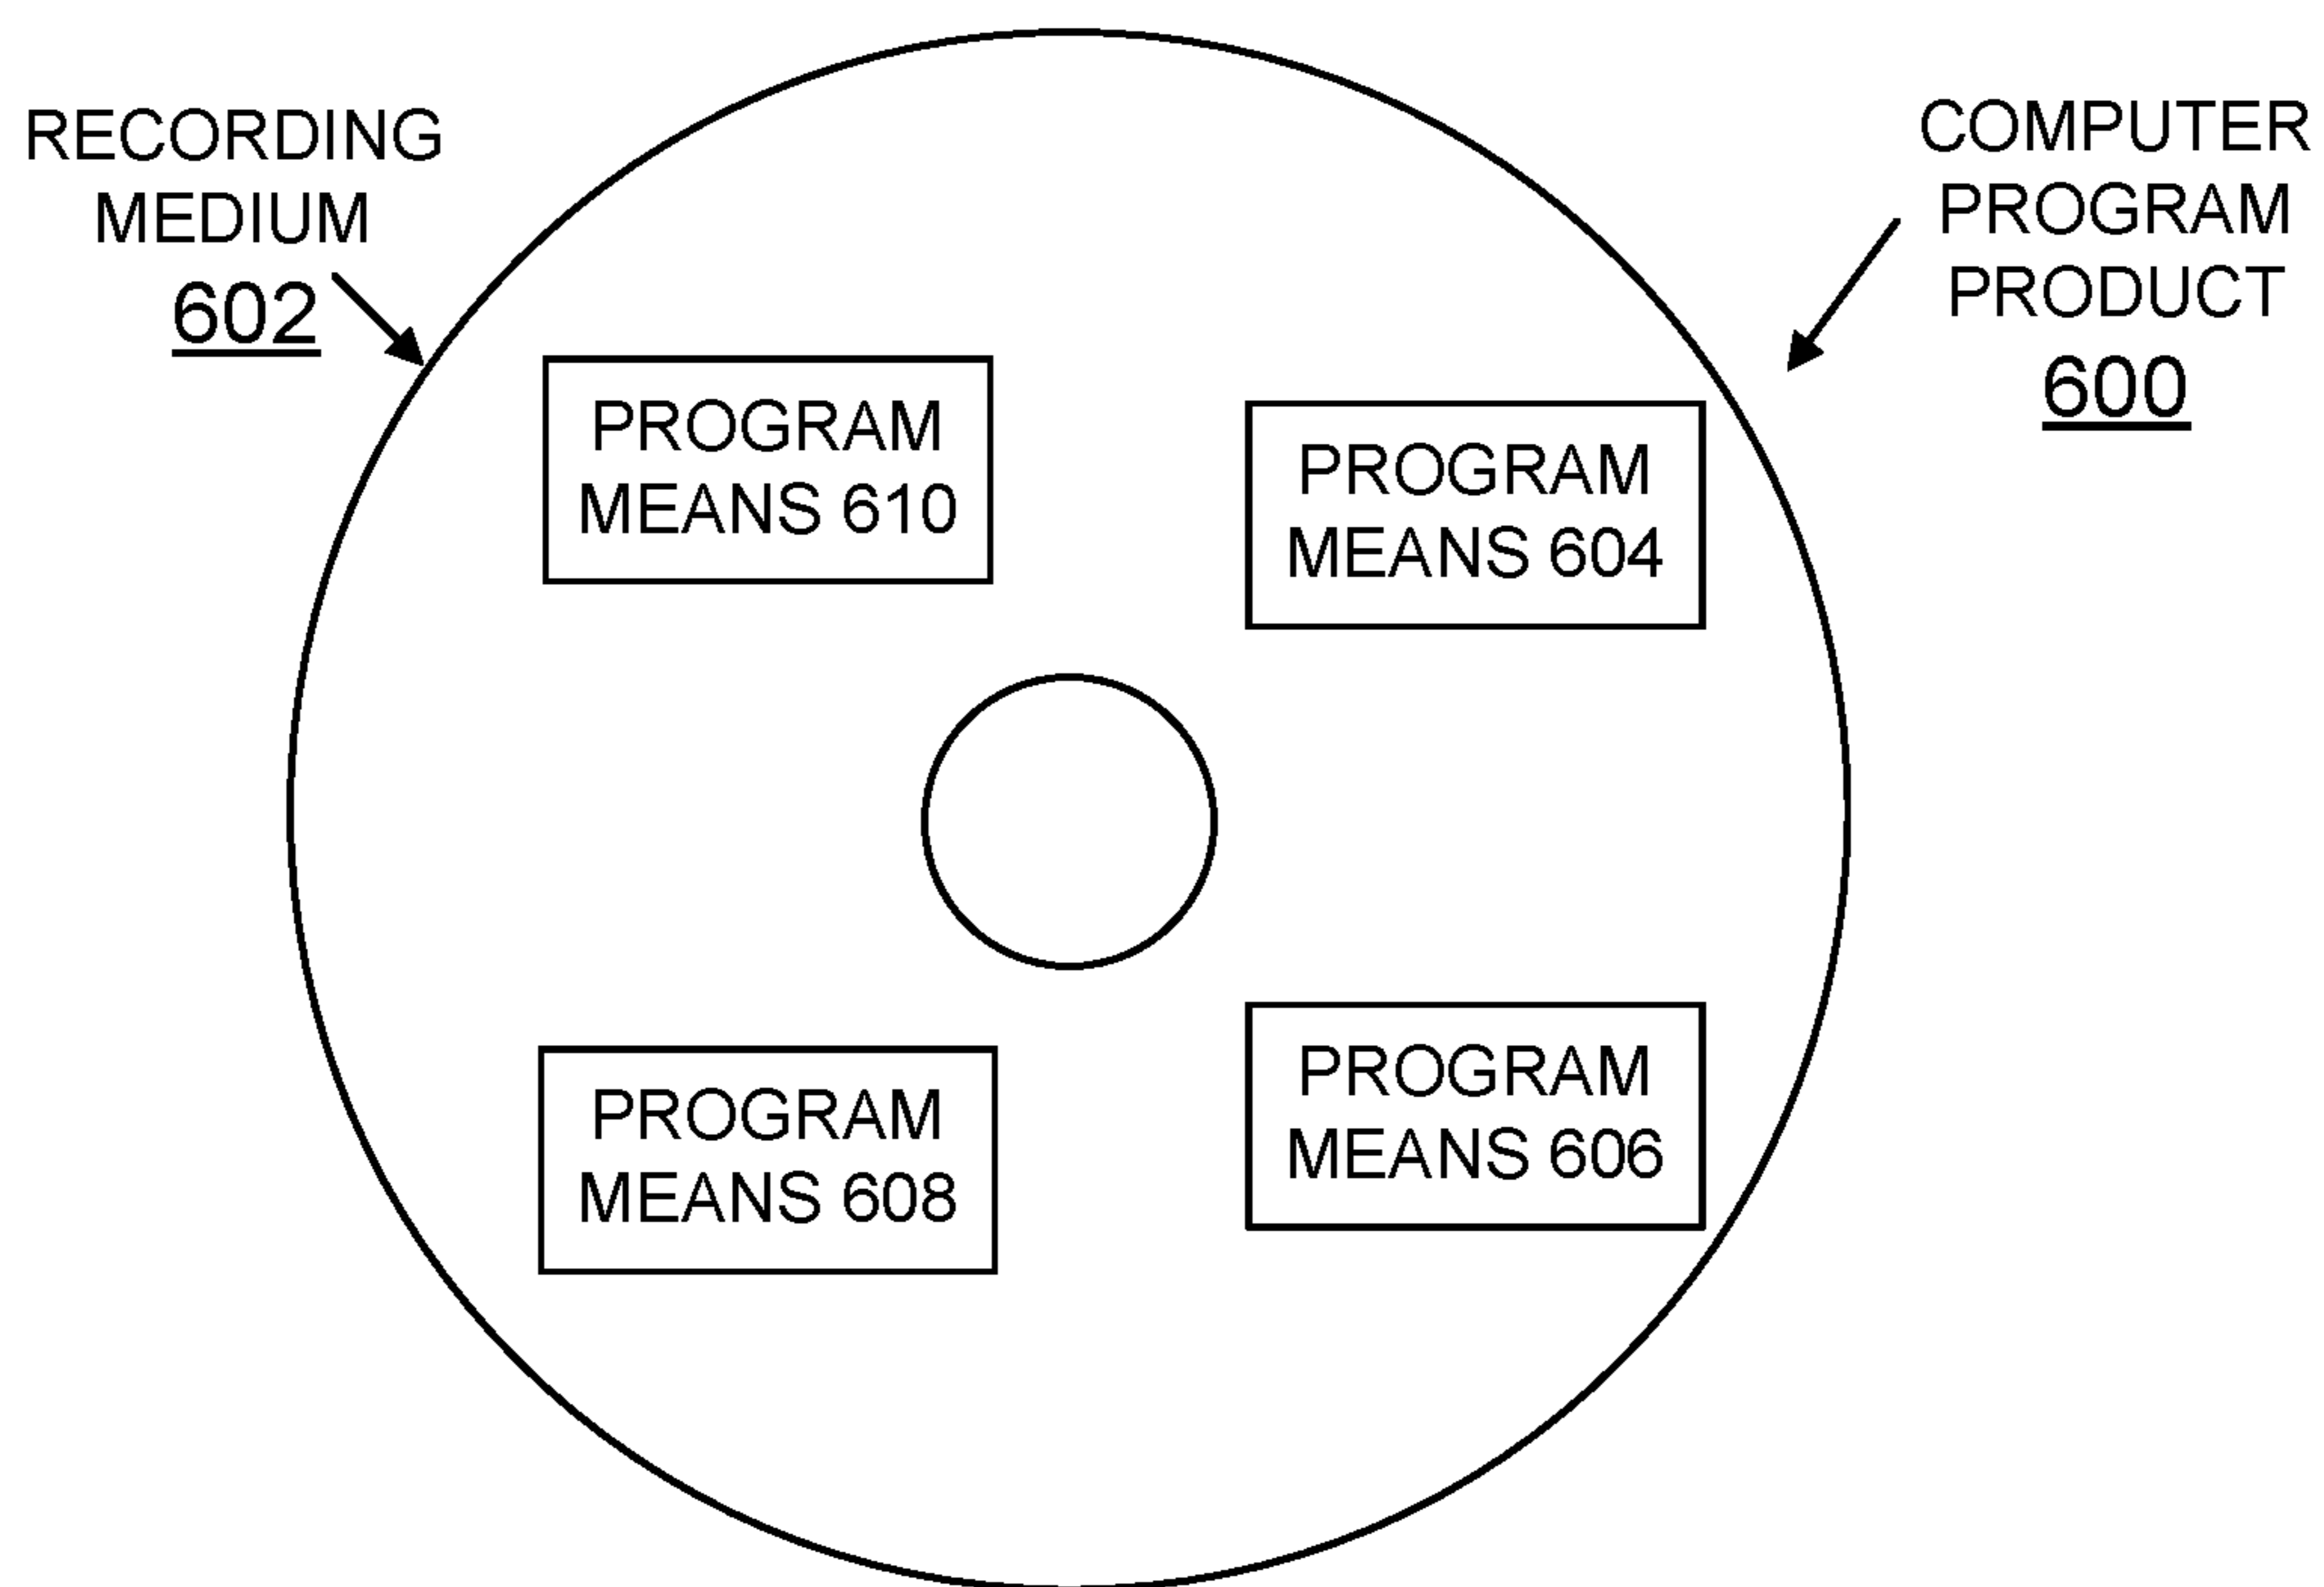 RECORDING
MEDIUM
602
COMPUTER
PROGRAM
PRODUCT
600
PROGRAM
MEANS 610
PROGRAM
MEANS 604
PROGRAM
MEANS 608
PROGRAM
MEANS 606